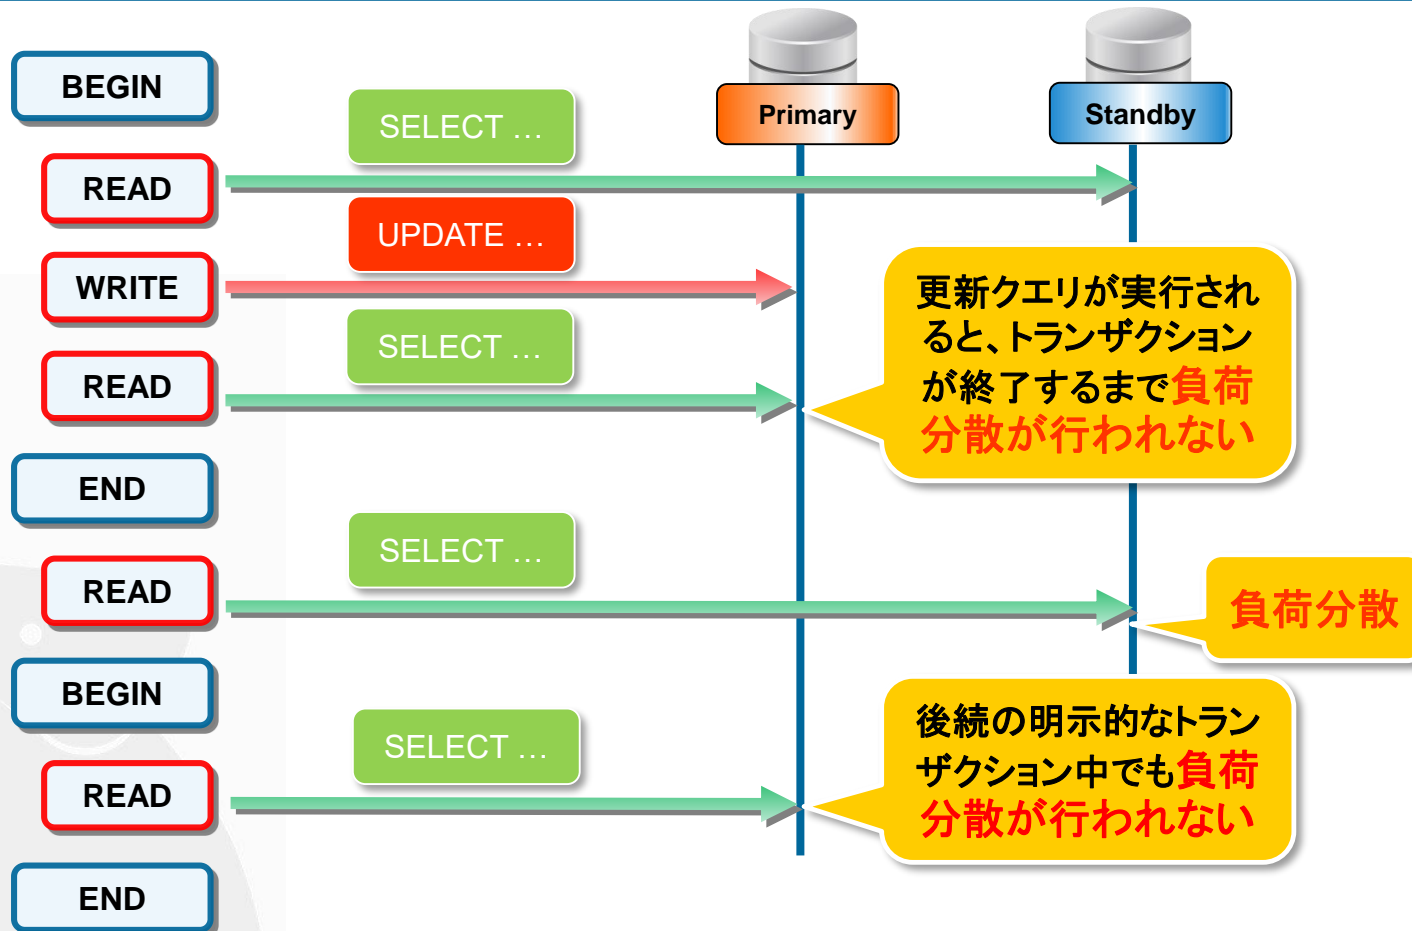 BEGIN
Primary
Standby
SELECT …
READ
UPDATE …
WRITE
更新クエリが実行され
ると、トランザクション
が終了するまで負荷
分散が行われない
SELECT …
READ
END
SELECT …
READ
負荷分散
BEGIN
後続の明示的なトラン
ザクション中でも負荷
分散が行われない
SELECT …
READ
END